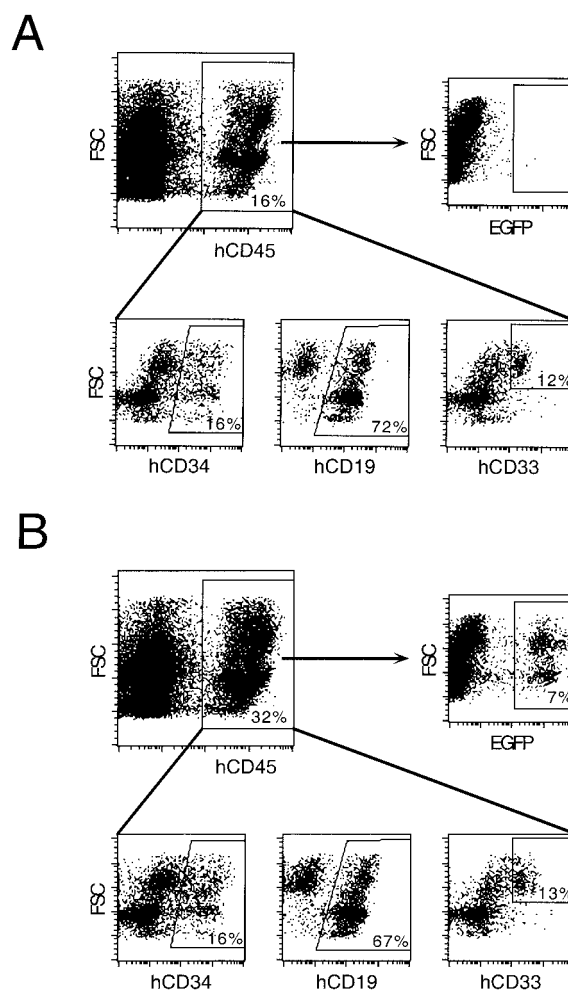 A
FSC
16%
hCD45
FSC
EGFP
FSC
16%
hCD34
72%
hCD19
12%
hCD33
B
FSC
32%
hCD45
FSC
7%
EGFP
FSC
16%
hCD34
67%
hCD19
13%
hCD33